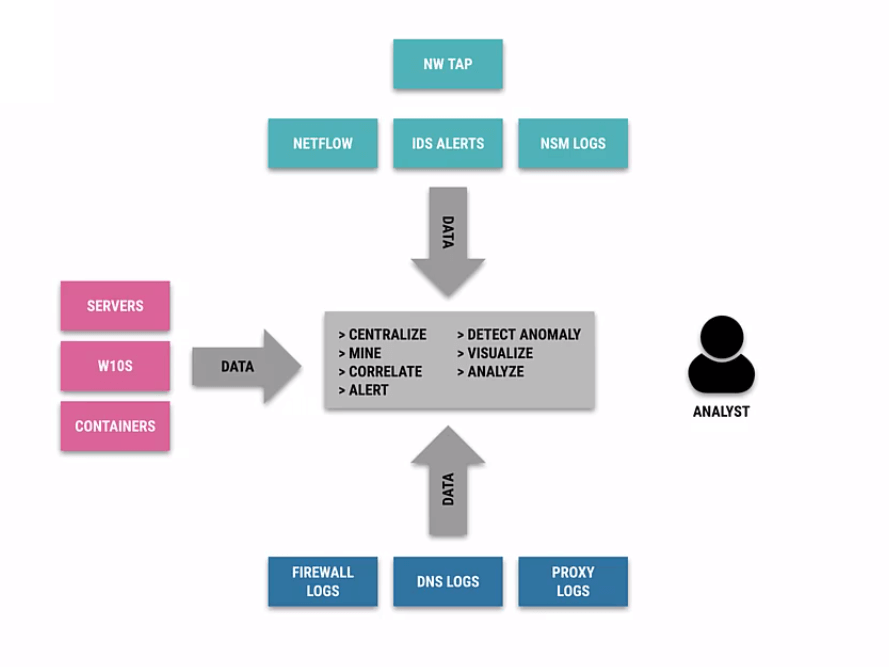 NW TAP
NETFLOW
IDS ALERTS
NSM LOGS
DATA
SERVERS
W10S
CONTAINERS
DATA
> CENTRALIZE
> MINE
> CORRELATE
> ALERT
> DETECT ANOMALY
> VISUALIZE
> ANALYZE
ANALYST
DATA
FIREWALL
LOGS
DNS LOGS
PROXY
LOGS